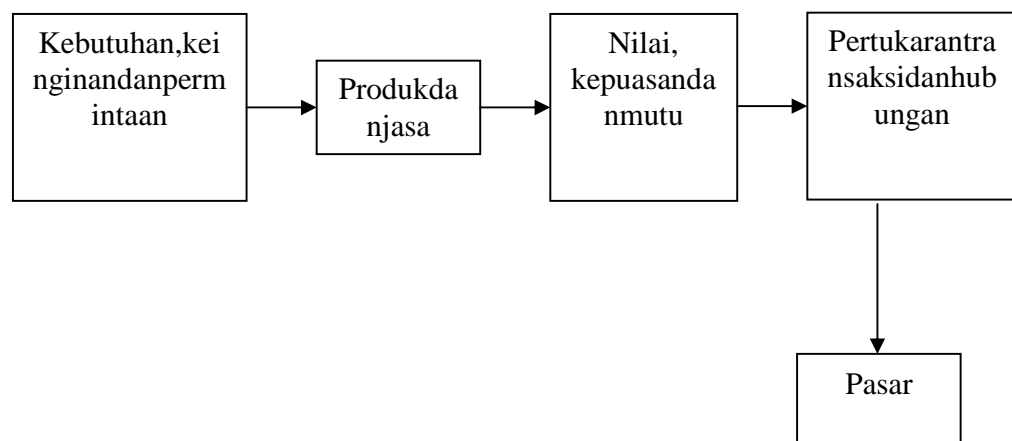 Kebutuhan,kei
nginandanperm
intaan
Produkda
njasa
Nilai,
kepuasanda
nmutu
Pertukarantra
nsaksidanhub
ungan
Pasar